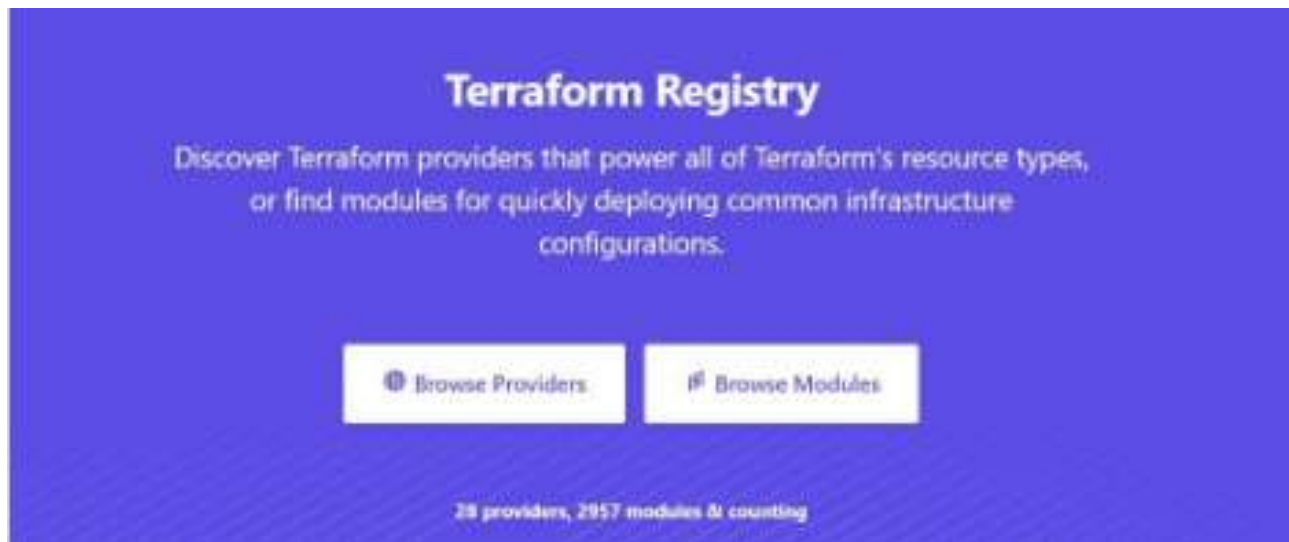 Terraform Registry
Discover Terraform providers that power all of Terraform's resource types,
or find modules for quickly deploying common infrastructure
configurations.
Browse Providers
Browse Modules
28 providers, 2957 modules & counting